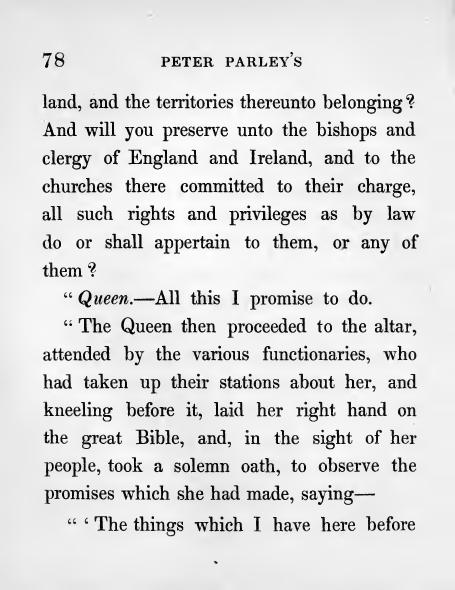 78 PETER PARLEY'S
land, and the territories thereunto belonging?
And will you preserve unto the bishops and
clergy of England and Ireland, and to the
churches there committed to their charge,
all such rights and privileges as by law
do or shall appertain to them, or any of
them?
“ Queen.—All this I promise to do.
“ The Queen then proceeded to the altar,
attended by the various functionaries, who
had taken up their stations about her, and
kneeling before it, laid her right hand on
the great Bible, and, in the sight of her
people, took a solemn oath, to observe the
promises which she had made, saying—
“ ‘ The things which I have here before